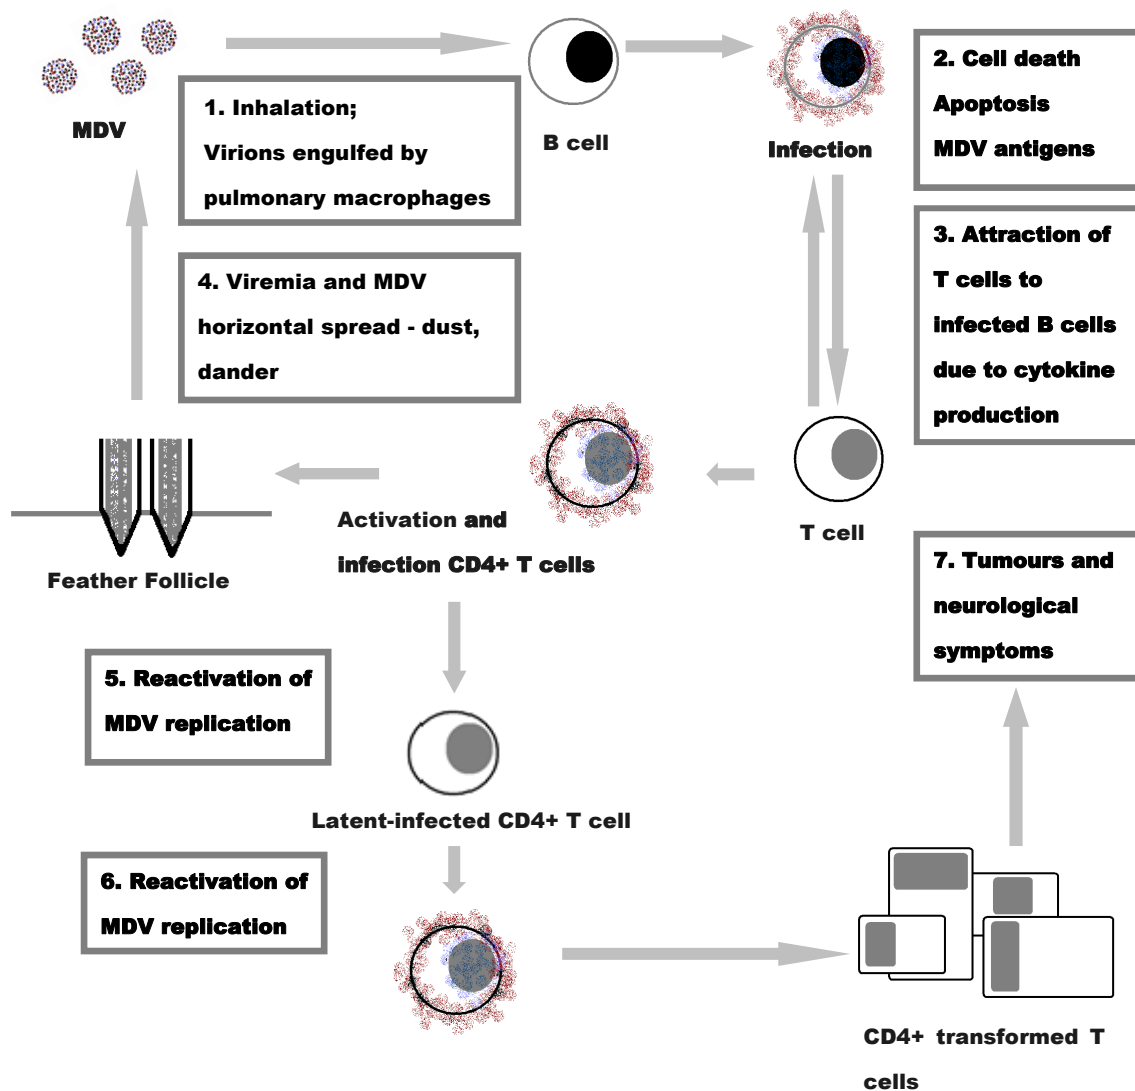 MDV
1. Inhalation;
Virions engulfed by
pulmonary macrophages
B cell
Infection
2. Cell death
Apoptosis
MDV antigens
3. Attraction of
T cells to
infected B cells
due to cytokine
production
4. Viremia and MDV
horizontal spread - dust,
dander
Feather Follicle
Activation and
infection CD4+ T cells
T cell
5. Reactivation of
MDV replication
Latent-infected CD4+ T cell
6. Reactivation of
MDV replication
7. Tumours and
neurological
symptoms
CD4+ transformed T
cells